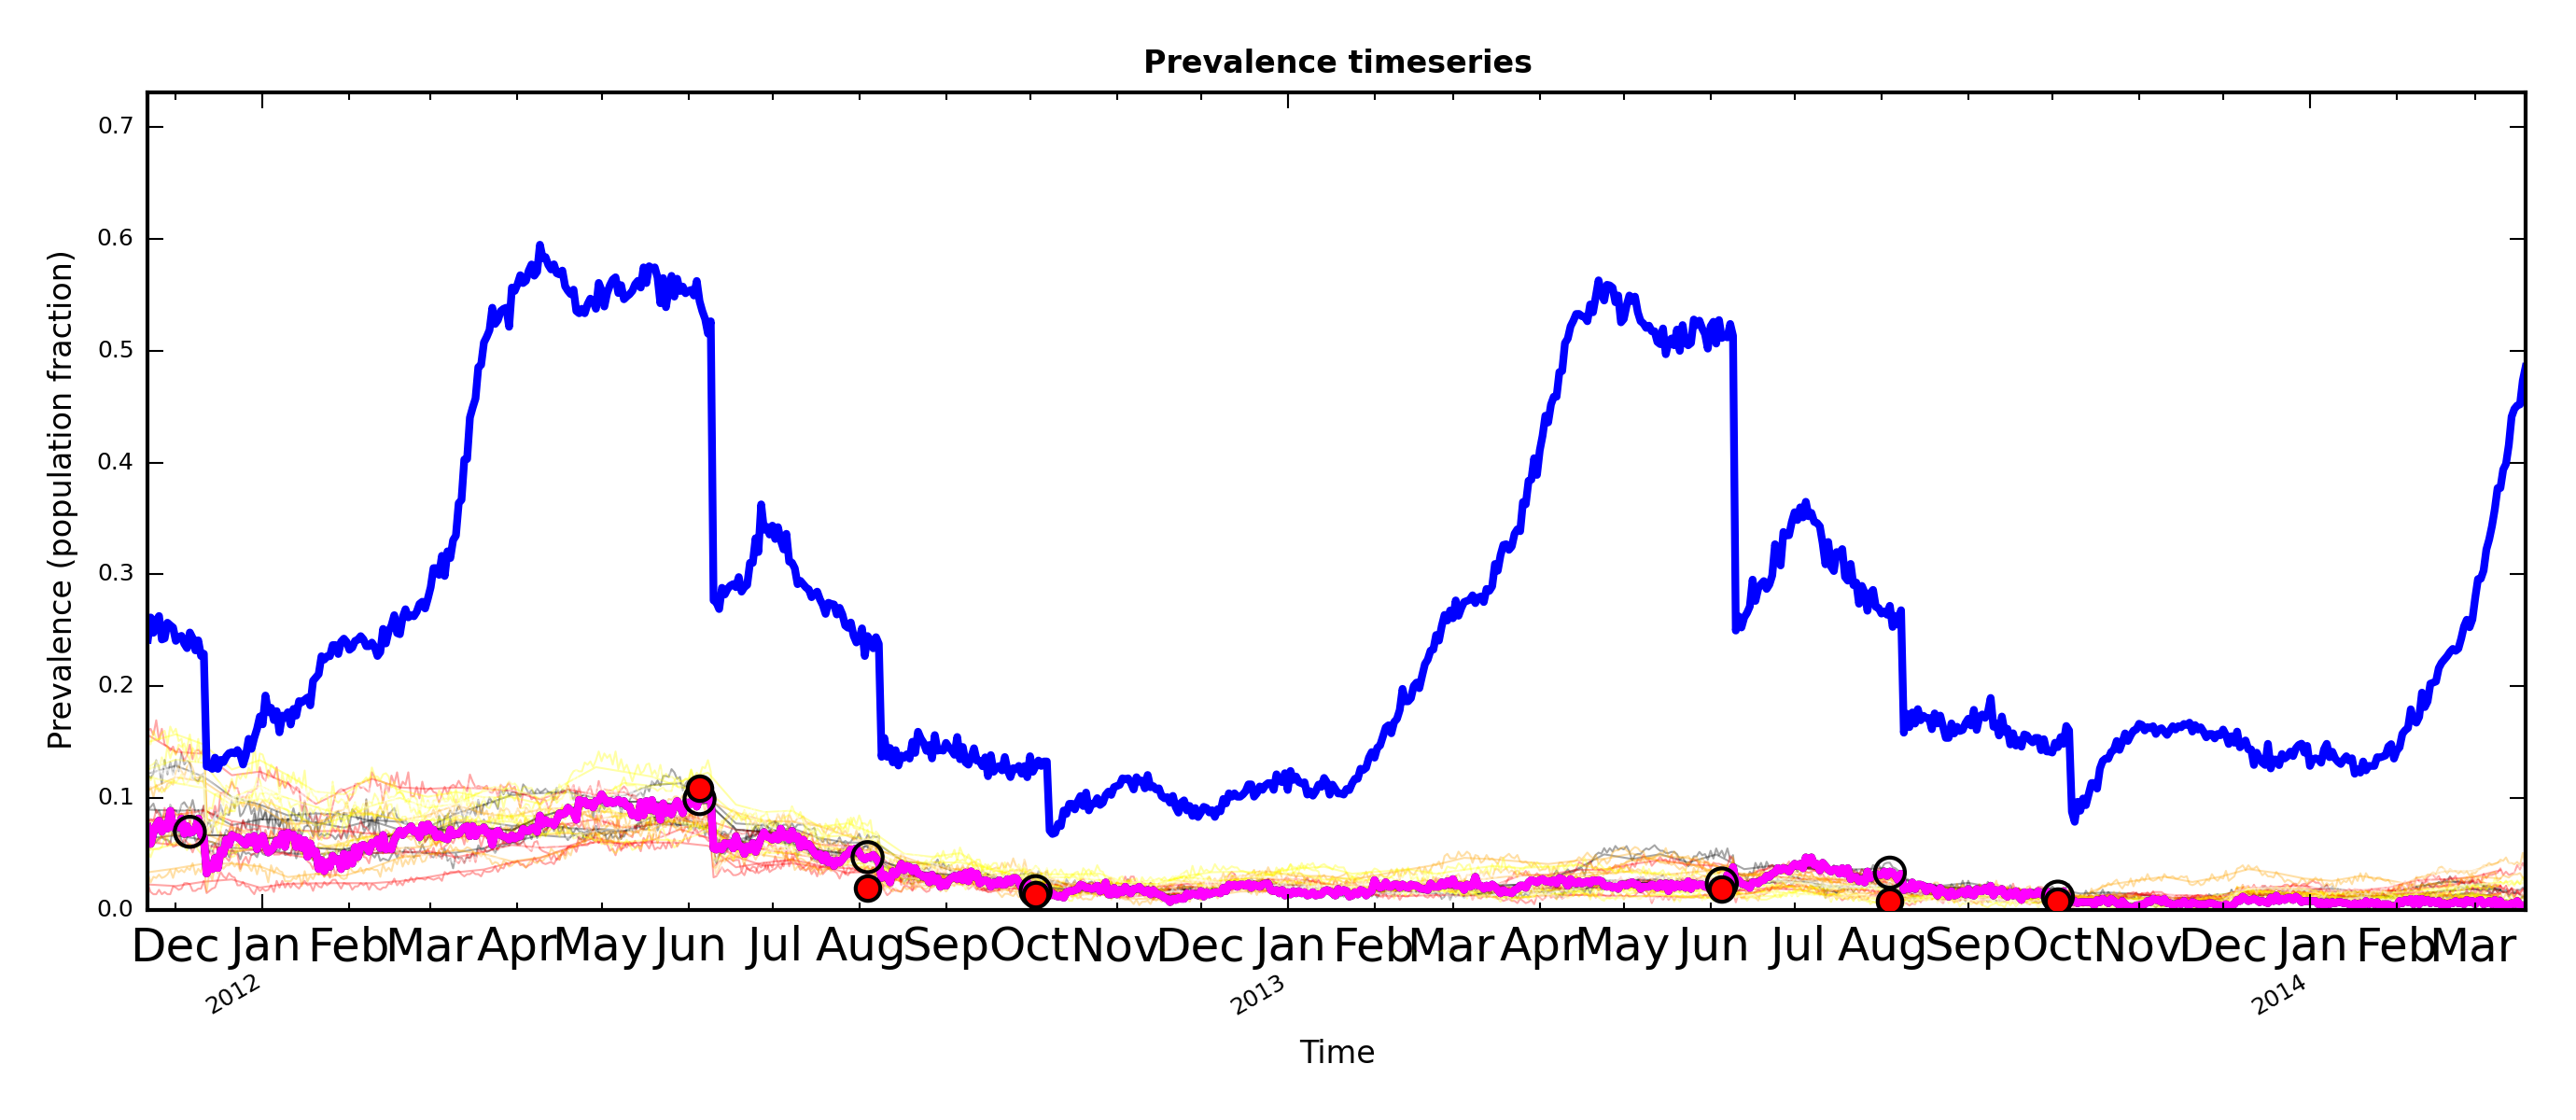 Prevalence timeseries
0.7
0.6
0.5
0.4
0.3
0.2
0.1
0.0
Prevalence (population fraction)
Dec Jan Feb Mar Apr May Jun Jul Aug Sep Oct Nov Dec Jan Feb Mar Apr May Jun Jul Aug Sep Oct Nov Dec Jan Feb Mar
2012 2013 2014
Time